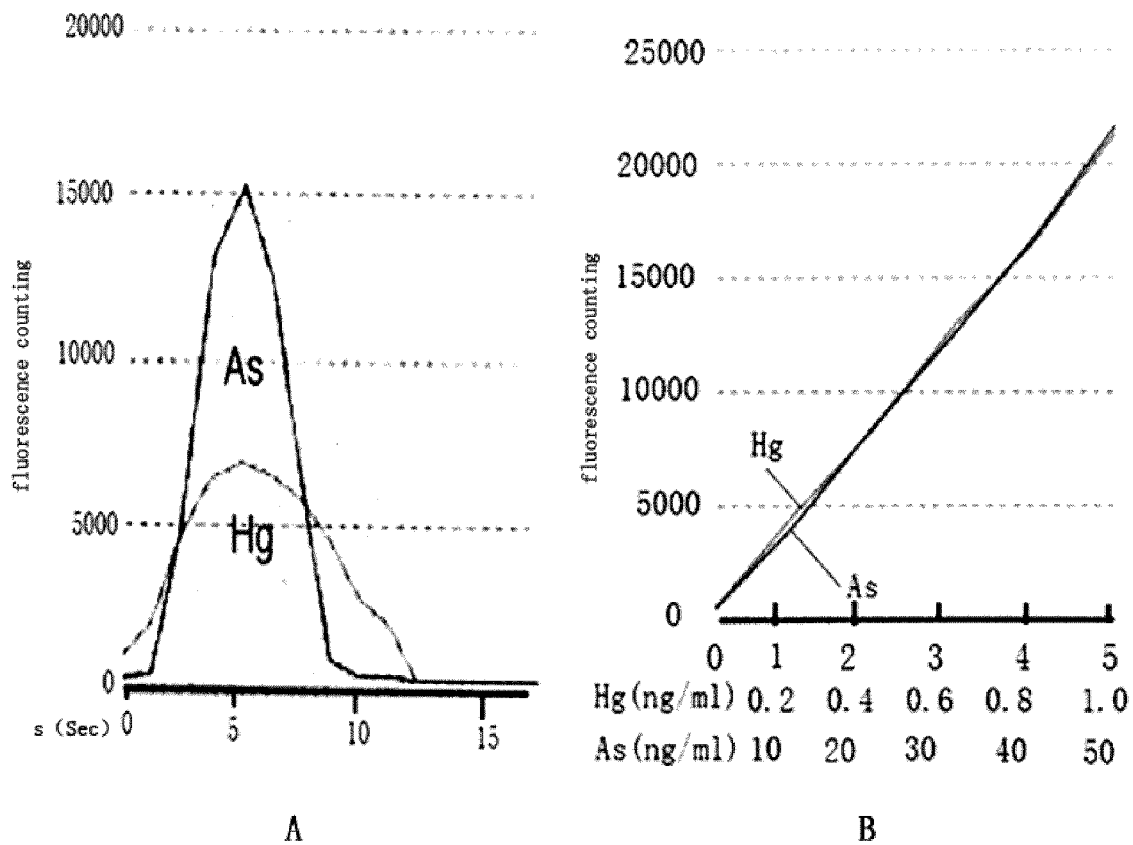 20000
15000
10000
5000
0
fluorescence counting
As
Hg
s (Sec) 0 5 10 15
A
25000
20000
15000
10000
5000
0
fluorescence counting
Hg
As
0 1 2 3 4 5
Hg(ng/ml) 0.2 0.4 0.6 0.8 1.0
As(ng/ml) 10 20 30 40 50
B